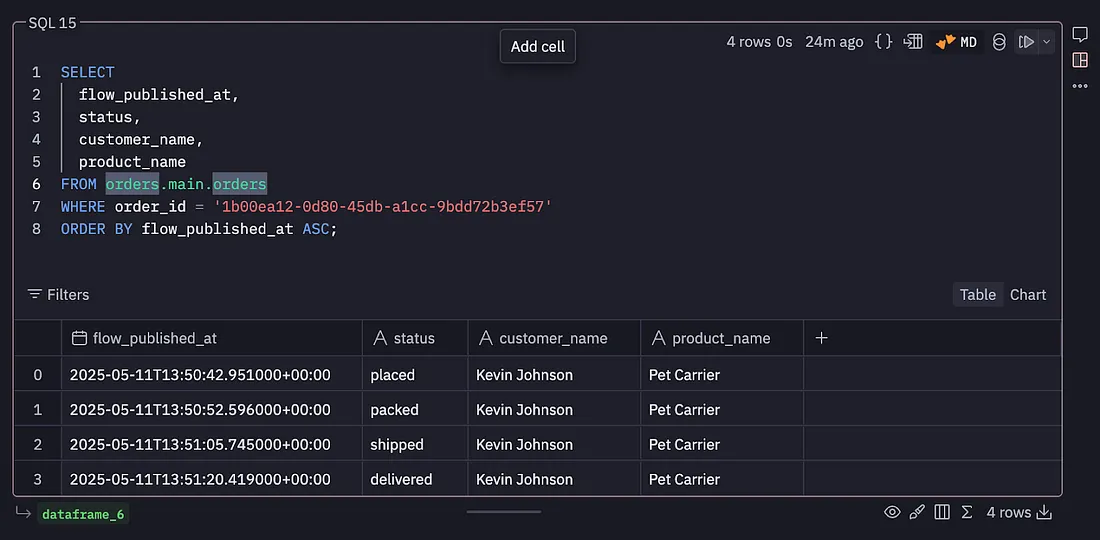 SQL 15
Add cell
4 rows 0s 24m ago {} MD
1 SELECT
2 flow_published_at,
3 status,
4 customer_name,
5 product_name
6 FROM orders.main.orders
7 WHERE order_id = '1b00ea12-0d80-45db-a1cc-9bdd72b3ef57'
8 ORDER BY flow_published_at ASC;
Filters Table Chart
flow_published_at A status A customer_name A product_name +
0 2025-05-11T13:50:42.951000+00:00 placed Kevin Johnson Pet Carrier
1 2025-05-11T13:50:52.596000+00:00 packed Kevin Johnson Pet Carrier
2 2025-05-11T13:51:05.745000+00:00 shipped Kevin Johnson Pet Carrier
3 2025-05-11T13:51:20.419000+00:00 delivered Kevin Johnson Pet Carrier
dataframe_6 Σ 4 rows